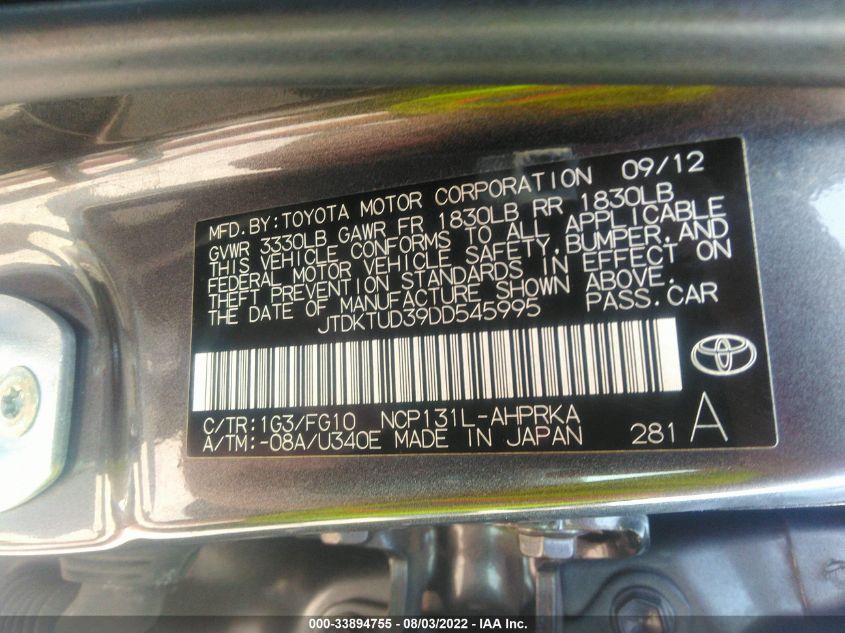 MFD. BY: TOYOTA MOTOR CORPORATION 09/12
GVWR 3330LB GAWR FR 1830LB RR 1830LB
THIS VEHICLE CONFORMS TO ALL APPLICABLE
FEDERAL MOTOR VEHICLE SAFETY, BUMPER, AND
THEFT PREVENTION STANDARDS IN EFFECT ON
THE DATE OF MANUFACTURE SHOWN ABOVE.
JTDKTUD39DD545995 PASS. CAR
C/TR: 1G3/FG10 NCP131L-AHPRKA
A/TM: -08A/U340E MADE IN JAPAN 281 A
000-33894755 - 08/03/2022 - IAA Inc.